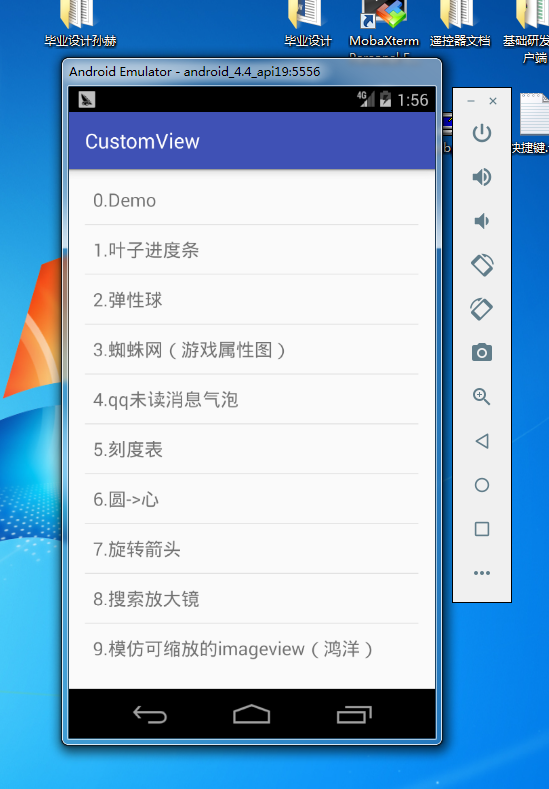 毕业设计孙赫
毕业设计
MobaXterm
遥控器文档
基础研发
户端
Android Emulator - android_4.4_api19:5556
4G
1:56
CustomView
快捷键.
0.Demo
1.叶子进度条
2.弹性球
3.蜘蛛网（游戏属性图）
4.qq未读消息气泡
5.刻度表
6.圆->心
7.旋转箭头
8.搜索放大镜
9.模仿可缩放的imageview（鸿洋）